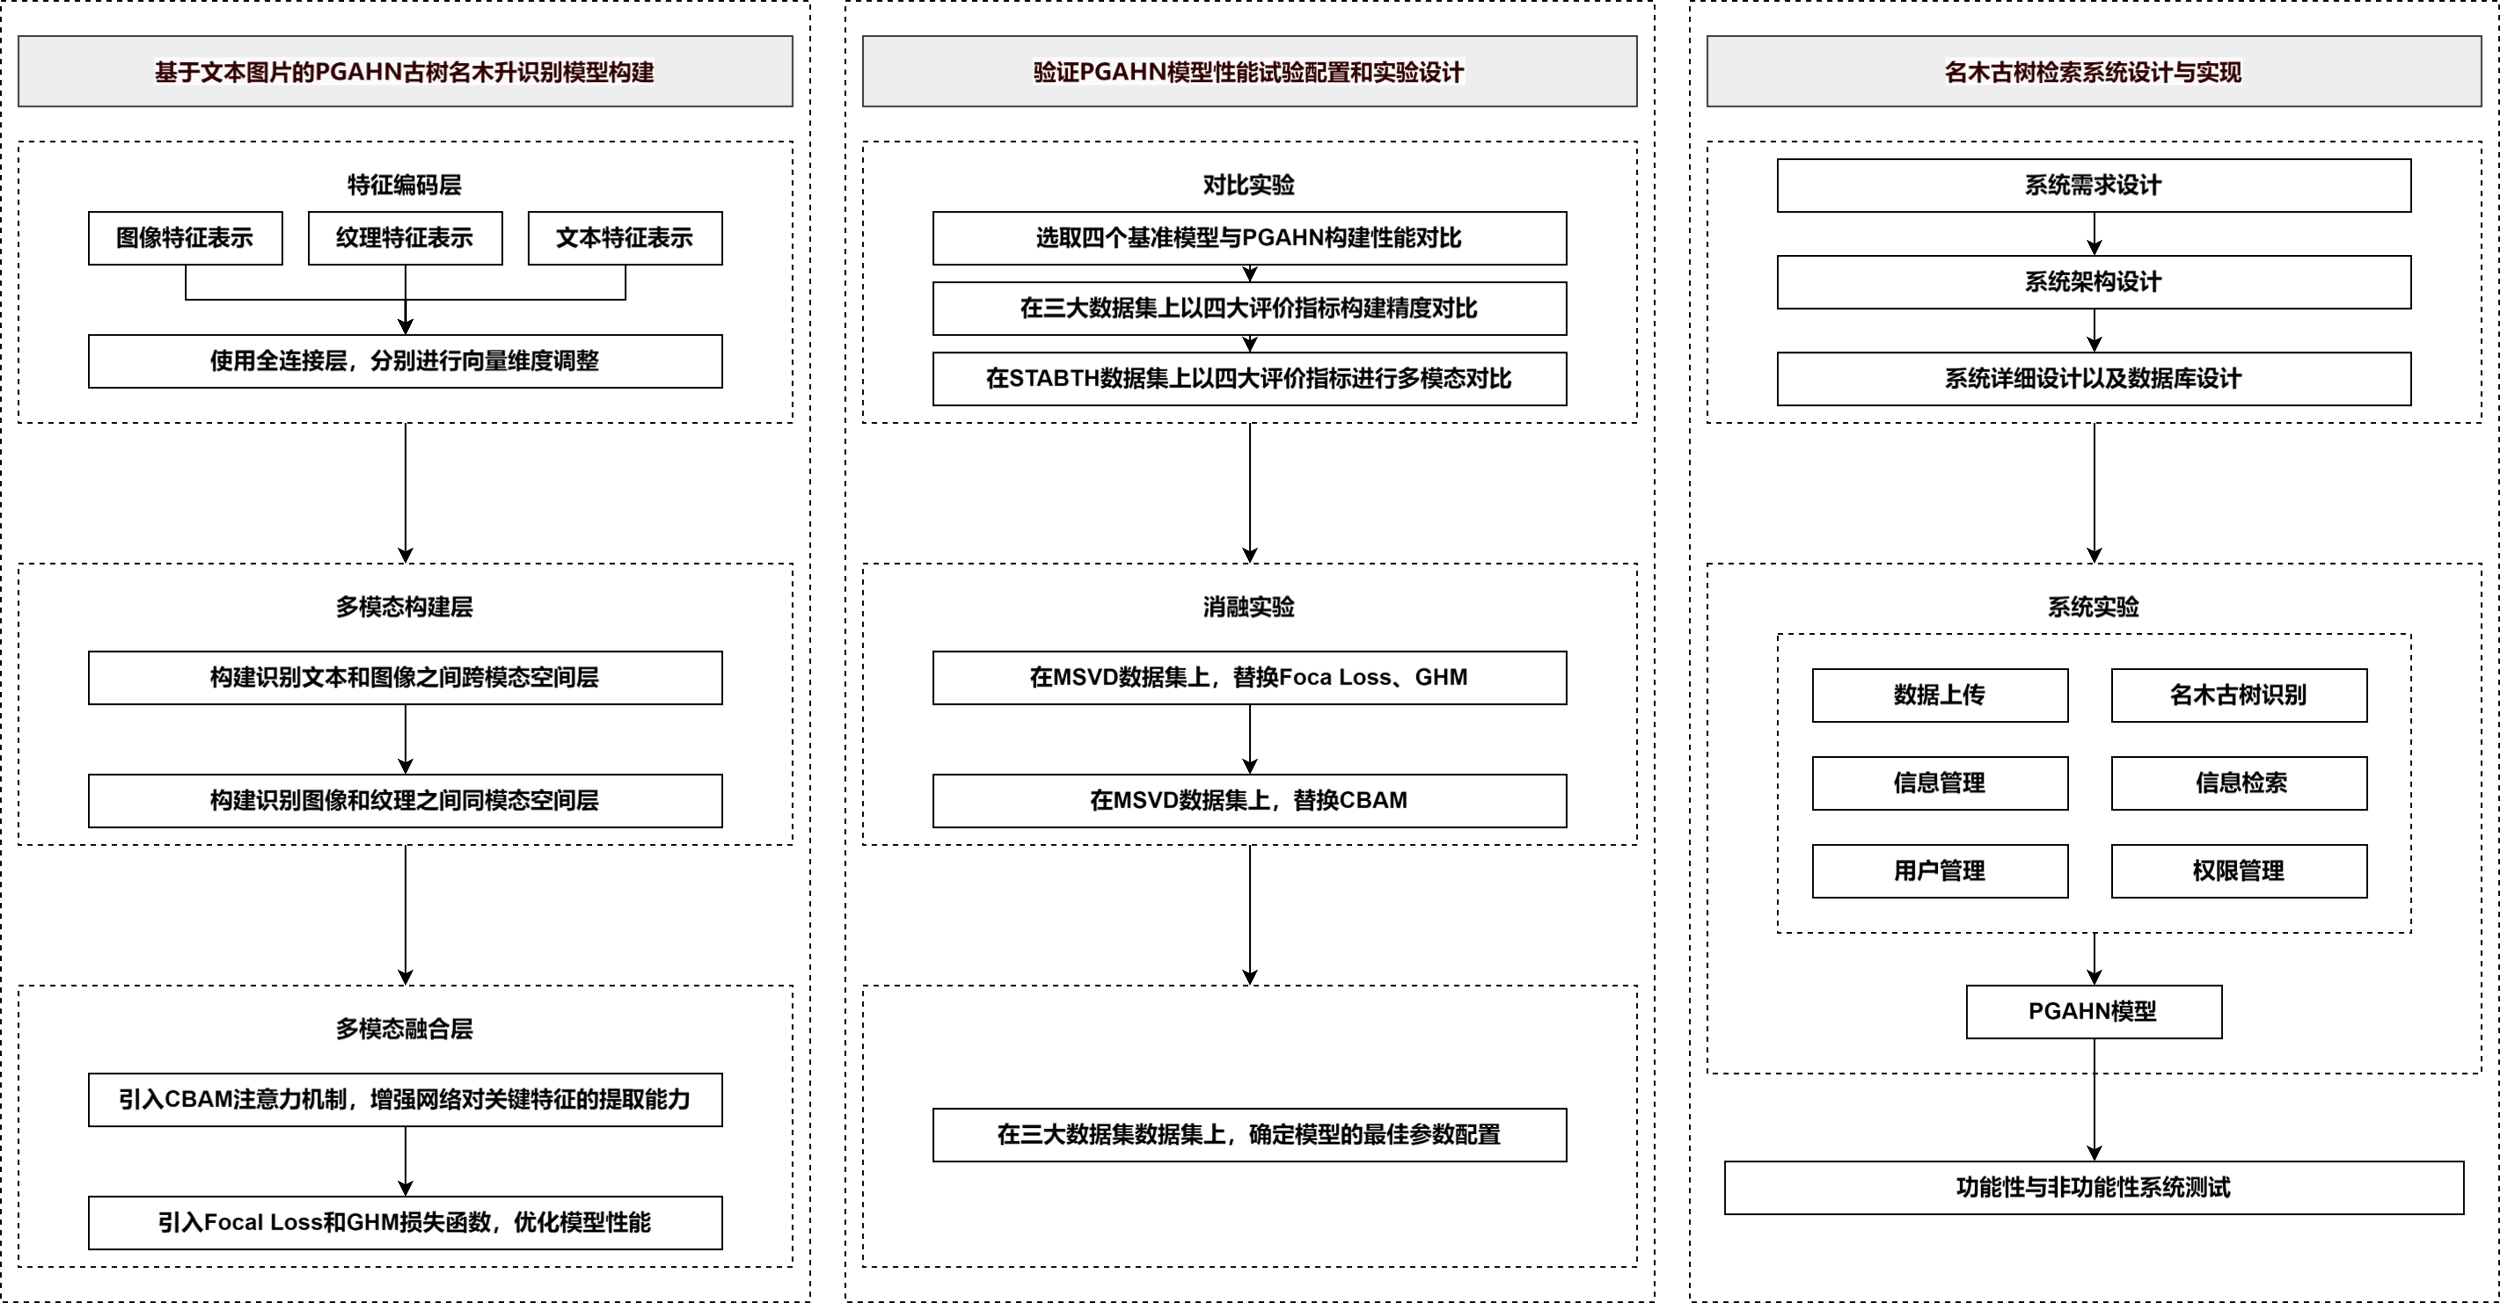 基于文本图片的PGAHN古树名木升识别模型构建
特征编码层
图像特征表示
纹理特征表示
文本特征表示
使用全连接层，分别进行向量维度调整
多模态构建层
构建识别文本和图像之间跨模态空间层
构建识别图像和纹理之间同模态空间层
多模态融合层
引入CBAM注意力机制，增强网络对关键特征的提取能力
引入Focal Loss和GHM损失函数，优化模型性能
验证PGAHN模型性能试验配置和实验设计
对比实验
选取四个基准模型与PGAHN构建性能对比
在三大数据集上以四大评价指标构建精度对比
在STABTH数据集上以四大评价指标进行多模态对比
消融实验
在MSVD数据集上，替换Foca Loss、GHM
在MSVD数据集上，替换CBAM
在三大数据集数据集上，确定模型的最佳参数配置
名木古树检索系统设计与实现
系统需求设计
系统架构设计
系统详细设计以及数据库设计
系统实验
数据上传
名木古树识别
信息管理
信息检索
用户管理
权限管理
PGAHN模型
功能性与非功能性系统测试